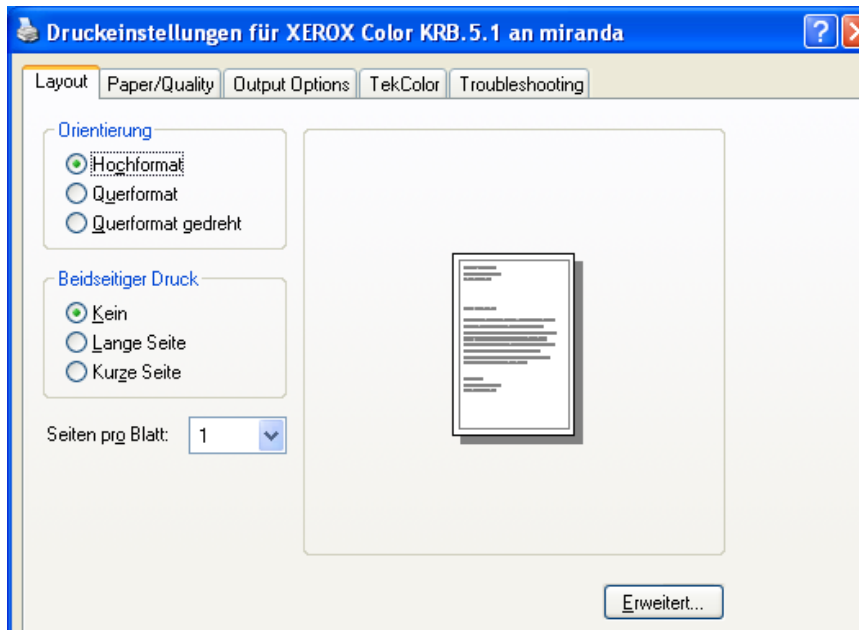 Druckeinstellungen für XEROX Color KRB.5.1 an miranda
Layout Paper/Quality Output Options TekColor Troubleshooting
Orientierung
Hochformat
Querformat
Querformat gedreht
Beidseitiger Druck
Kein
Lange Seite
Kurze Seite
Seiten pro Blatt: 1
Erweitert...